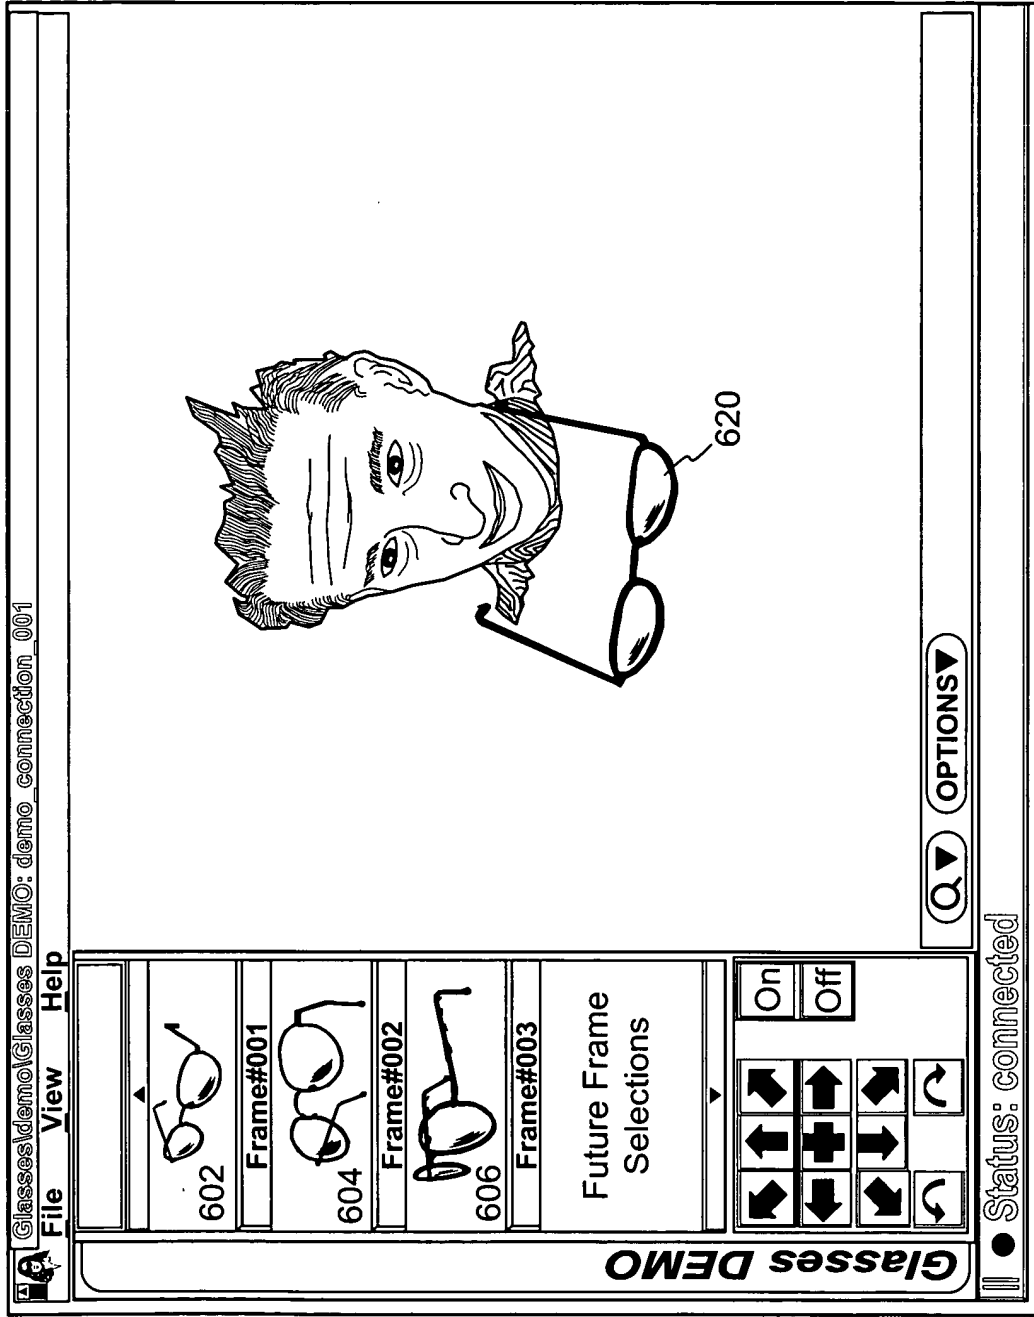 Glasses\demo\Glasses DEMO: demo_connection_001
File View Help
Glasses DEMO
602
Frame#001
604
Frame#002
606
Frame#003
Future Frame
Selections
On
Off
620
OPTIONS
Status: connected